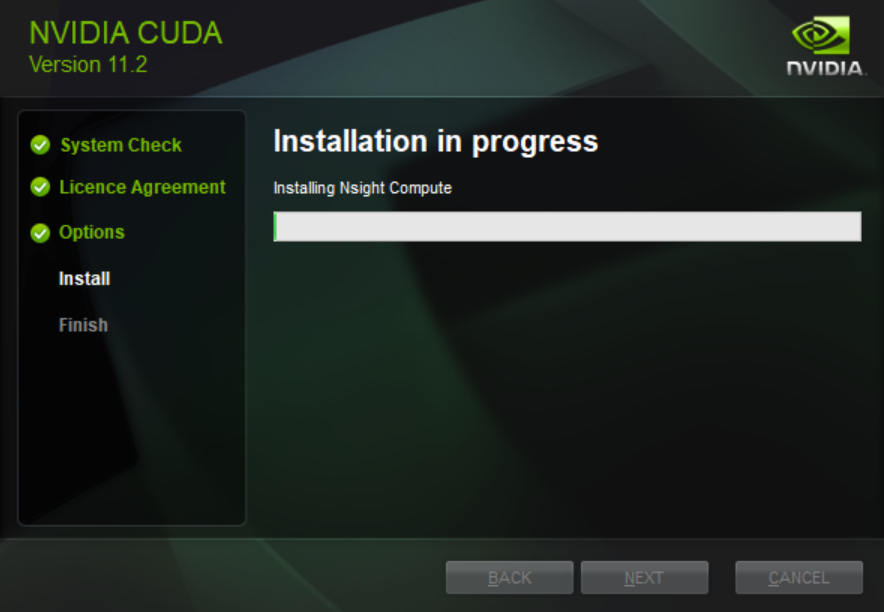 NVIDIA CUDA
Version 11.2
NVIDIA.
System Check
Licence Agreement
Options
Install
Finish
Installation in progress
Installing Nsight Compute
BACK
NEXT
CANCEL